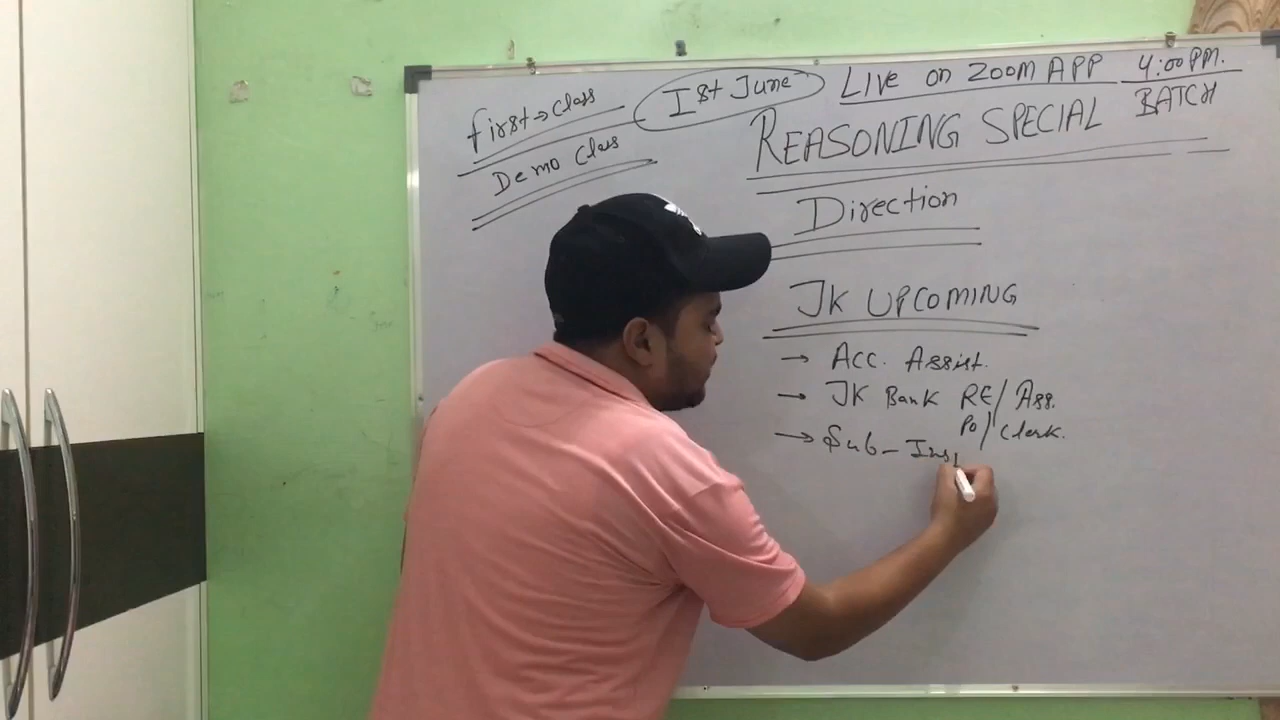 first→class
Demo Class
Ist June
LIVE on ZOOM APP 4:00 PM.
REASONING SPECIAL BATCH
Direction
JK UPCOMING
→ Acc. Assist.
→ JK Bank RE/Ass.
PO/Clerk.
→ Sub-Insp